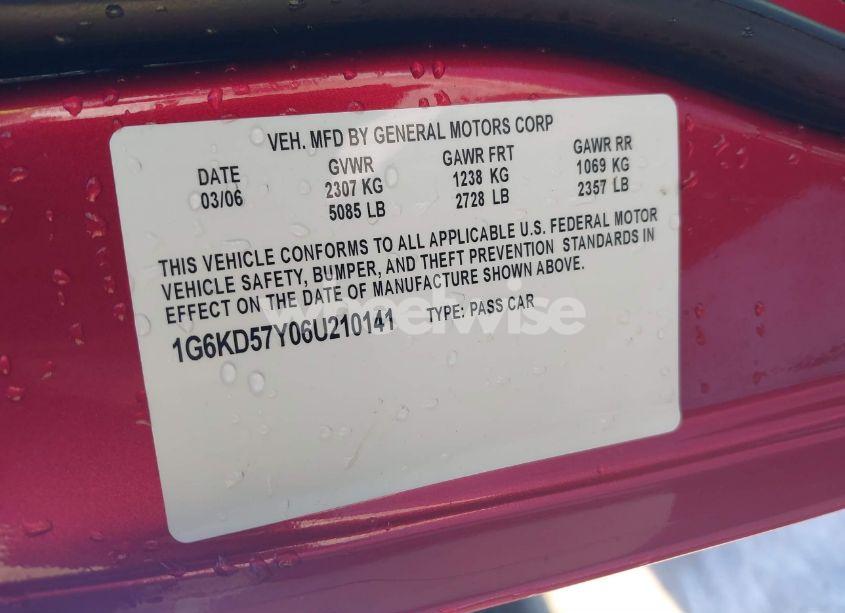 VEH. MFD BY GENERAL MOTORS CORP
DATE GVWR GAWR FRT GAWR RR
03/06 2307 KG 1238 KG 1069 KG
5085 LB 2728 LB 2357 LB
THIS VEHICLE CONFORMS TO ALL APPLICABLE U.S. FEDERAL MOTOR
VEHICLE SAFETY, BUMPER, AND THEFT PREVENTION STANDARDS IN
EFFECT ON THE DATE OF MANUFACTURE SHOWN ABOVE.
1G6KD57Y06U210141 TYPE: PASS CAR
wheelwise